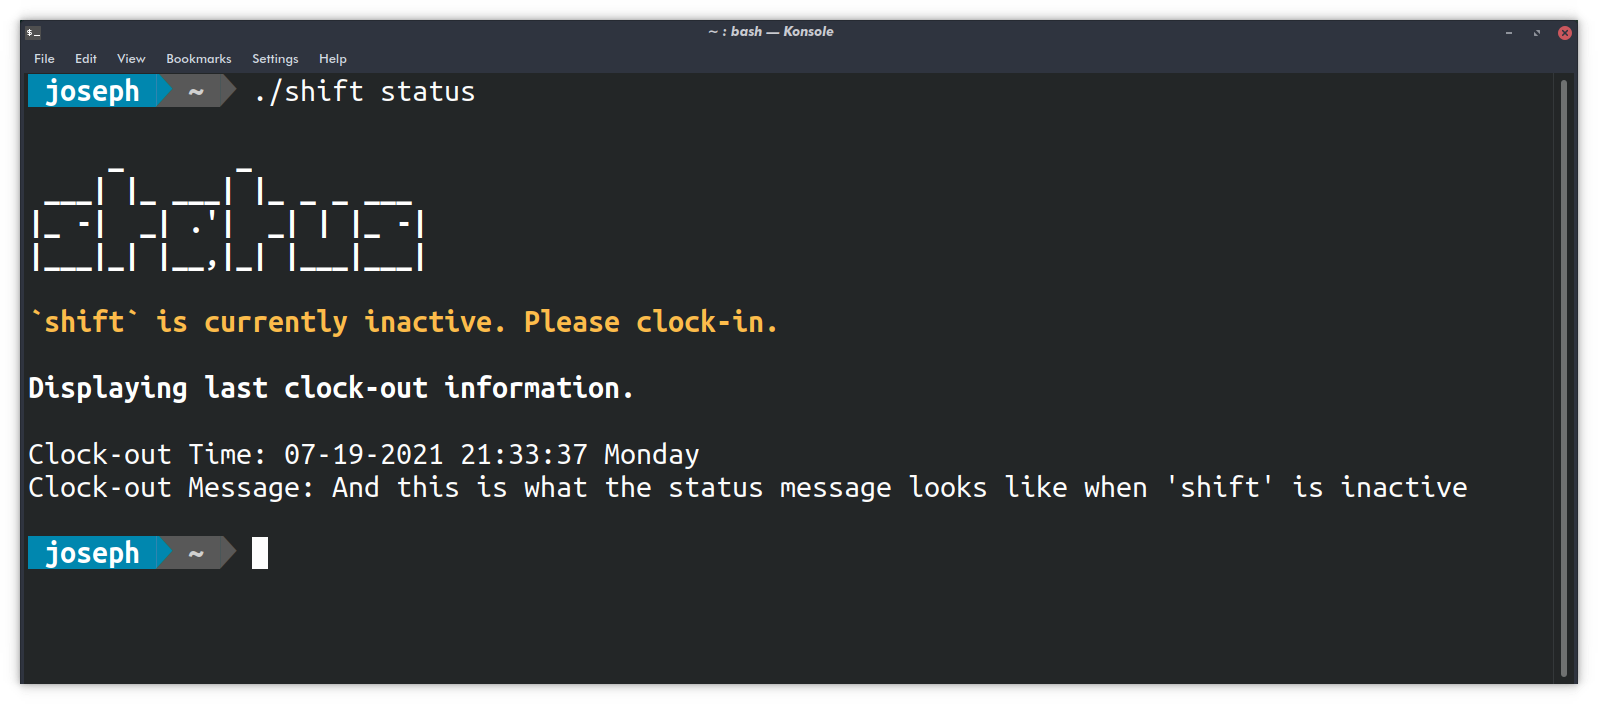 ~ : bash — Konsole
File Edit View Bookmarks Settings Help
joseph ~ ./shift status
status
`shift` is currently inactive. Please clock-in.
Displaying last clock-out information.
Clock-out Time: 07-19-2021 21:33:37 Monday
Clock-out Message: And this is what the status message looks like when 'shift' is inactive
joseph ~